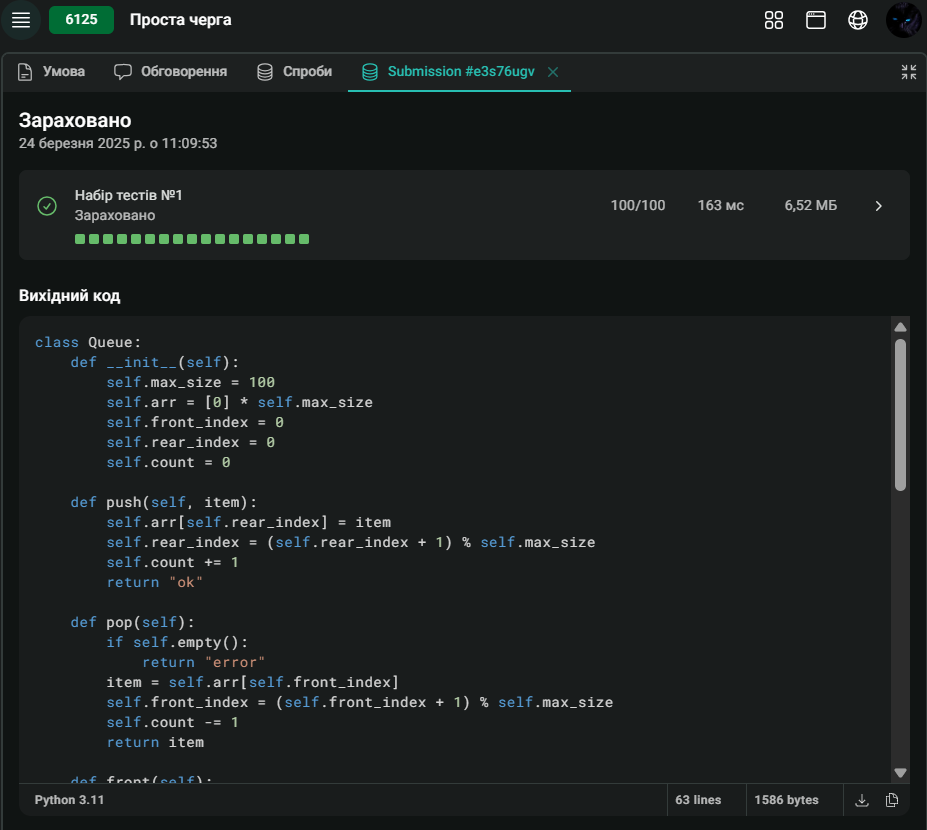 6125 Проста черга
Умова Обговорення Спроби Submission #e3s76ugv
Зараховано
24 березня 2025 р. о 11:09:53
Набір тестів №1
Зараховано
100/100 163 мс 6,52 МБ
Вихідний код
class Queue:
    def __init__(self):
        self.max_size = 100
        self.arr = [0] * self.max_size
        self.front_index = 0
        self.rear_index = 0
        self.count = 0
    def push(self, item):
        self.arr[self.rear_index] = item
        self.rear_index = (self.rear_index + 1) % self.max_size
        self.count += 1
        return "ok"
    def pop(self):
        if self.empty():
            return "error"
        item = self.arr[self.front_index]
        self.front_index = (self.front_index + 1) % self.max_size
        self.count -= 1
        return item
    def front(self):
Python 3.11 63 lines 1586 bytes